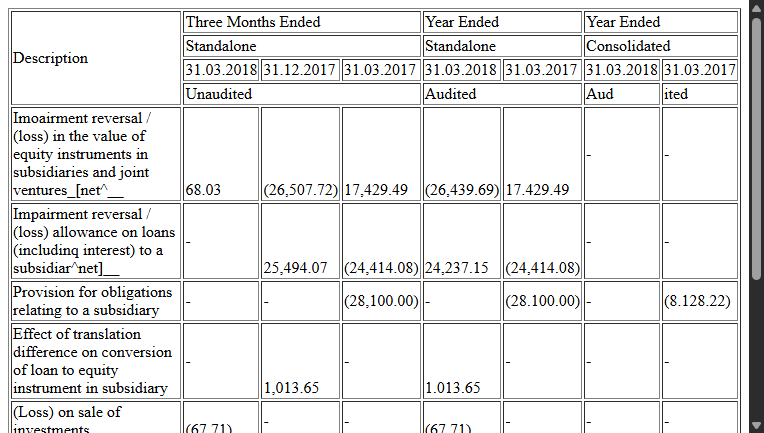 Description
Three Months Ended
Year Ended
Year Ended
Standalone
Standalone
Consolidated
31.03.2018
31.12.2017
31.03.2017
31.03.2018
31.03.2017
31.03.2018
31.03.2017
Unaudited
Audited
Aud
ited
Imoairment reversal /
(loss) in the value of
equity instruments in
subsidiaries and joint
ventures_[net^__
68.03
(26,507.72)
17,429.49
(26,439.69)
17.429.49
-
-
Impairment reversal /
(loss) allowance on loans
(includinq interest) to a
subsidiar^net]__
-
25,494.07
(24,414.08)
24,237.15
(24,414.08)
-
-
Provision for obligations
relating to a subsidiary
-
-
(28,100.00)
-
(28.100.00)
-
(8.128.22)
Effect of translation
difference on conversion
of loan to equity
instrument in subsidiary
-
1,013.65
-
1.013.65
-
-
-
(Loss) on sale of
investments
(67.71)
-
-
(67.71)
-
-
-